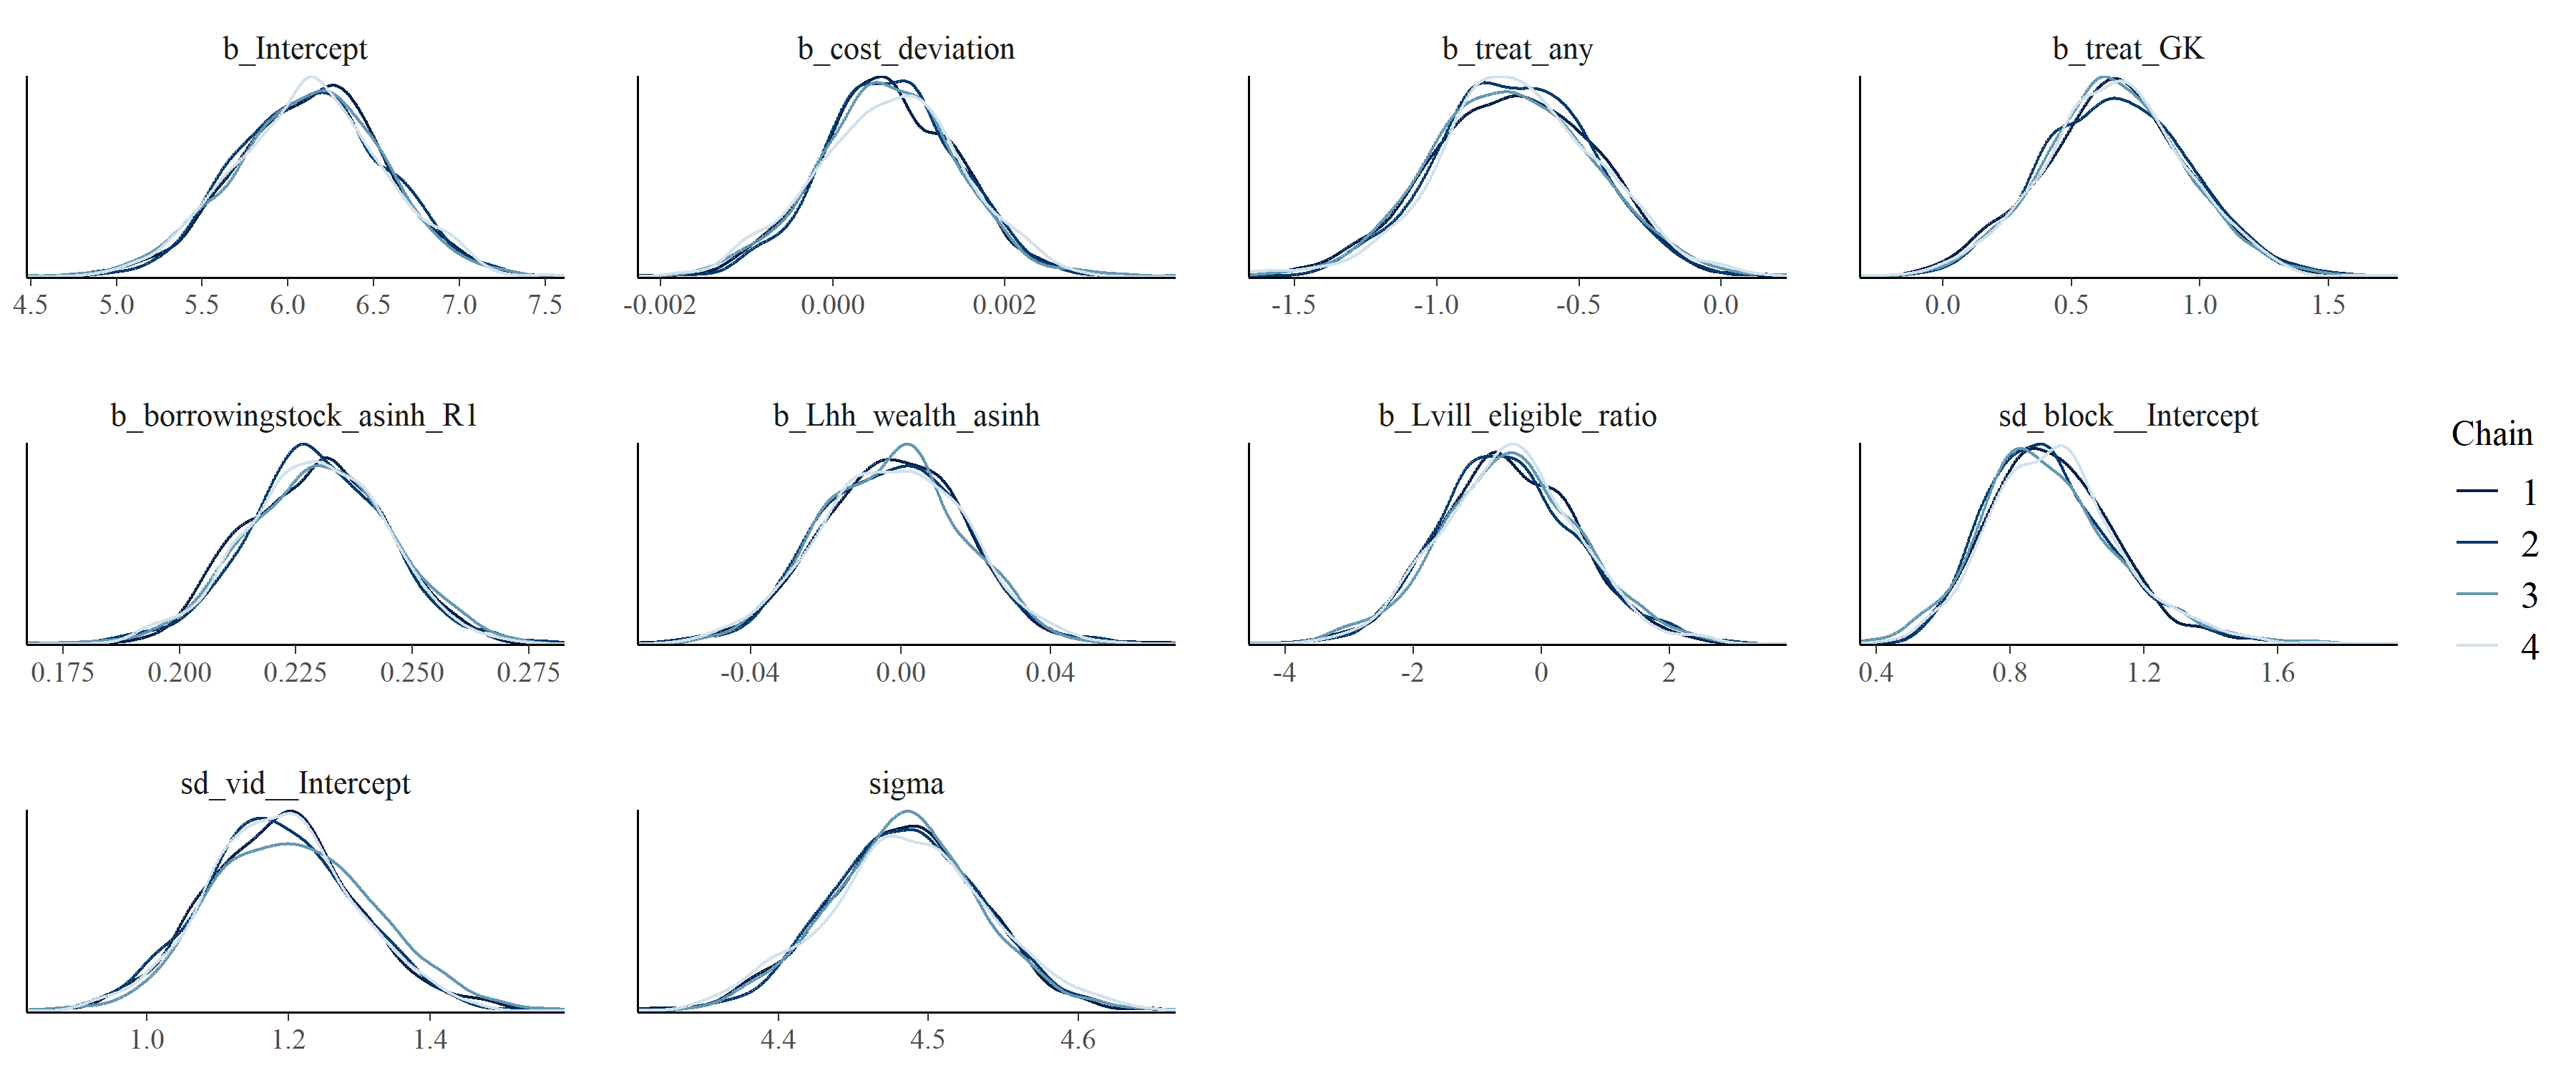 b_Intercept
b_cost_deviation
b_treat_any
b_treat_GK
4.5 5.0 5.5 6.0 6.5 7.0 7.5
-0.002 0.000 0.002
-1.5 -1.0 -0.5 0.0
0.0 0.5 1.0 1.5
b_borrowingstock_asinh_R1
b_Lhh_wealth_asinh
b_Lvill_eligible_ratio
sd_block__Intercept
0.175 0.200 0.225 0.250 0.275
-0.04 0.00 0.04
-4 -2 0 2
0.4 0.8 1.2 1.6
Chain
1
2
3
4
sd_vid__Intercept
sigma
1.0 1.2 1.4
4.4 4.5 4.6